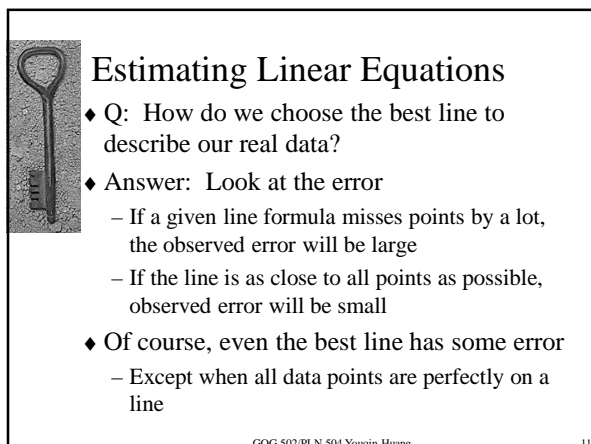 Estimating Linear Equations
♦ Q: How do we choose the best line to
describe our real data?
♦ Answer: Look at the error
– If a given line formula misses points by a lot,
the observed error will be large
– If the line is as close to all points as possible,
observed error will be small
♦ Of course, even the best line has some error
– Except when all data points are perfectly on a
line
GOG 502/PLN 504 Youqin Huang
11